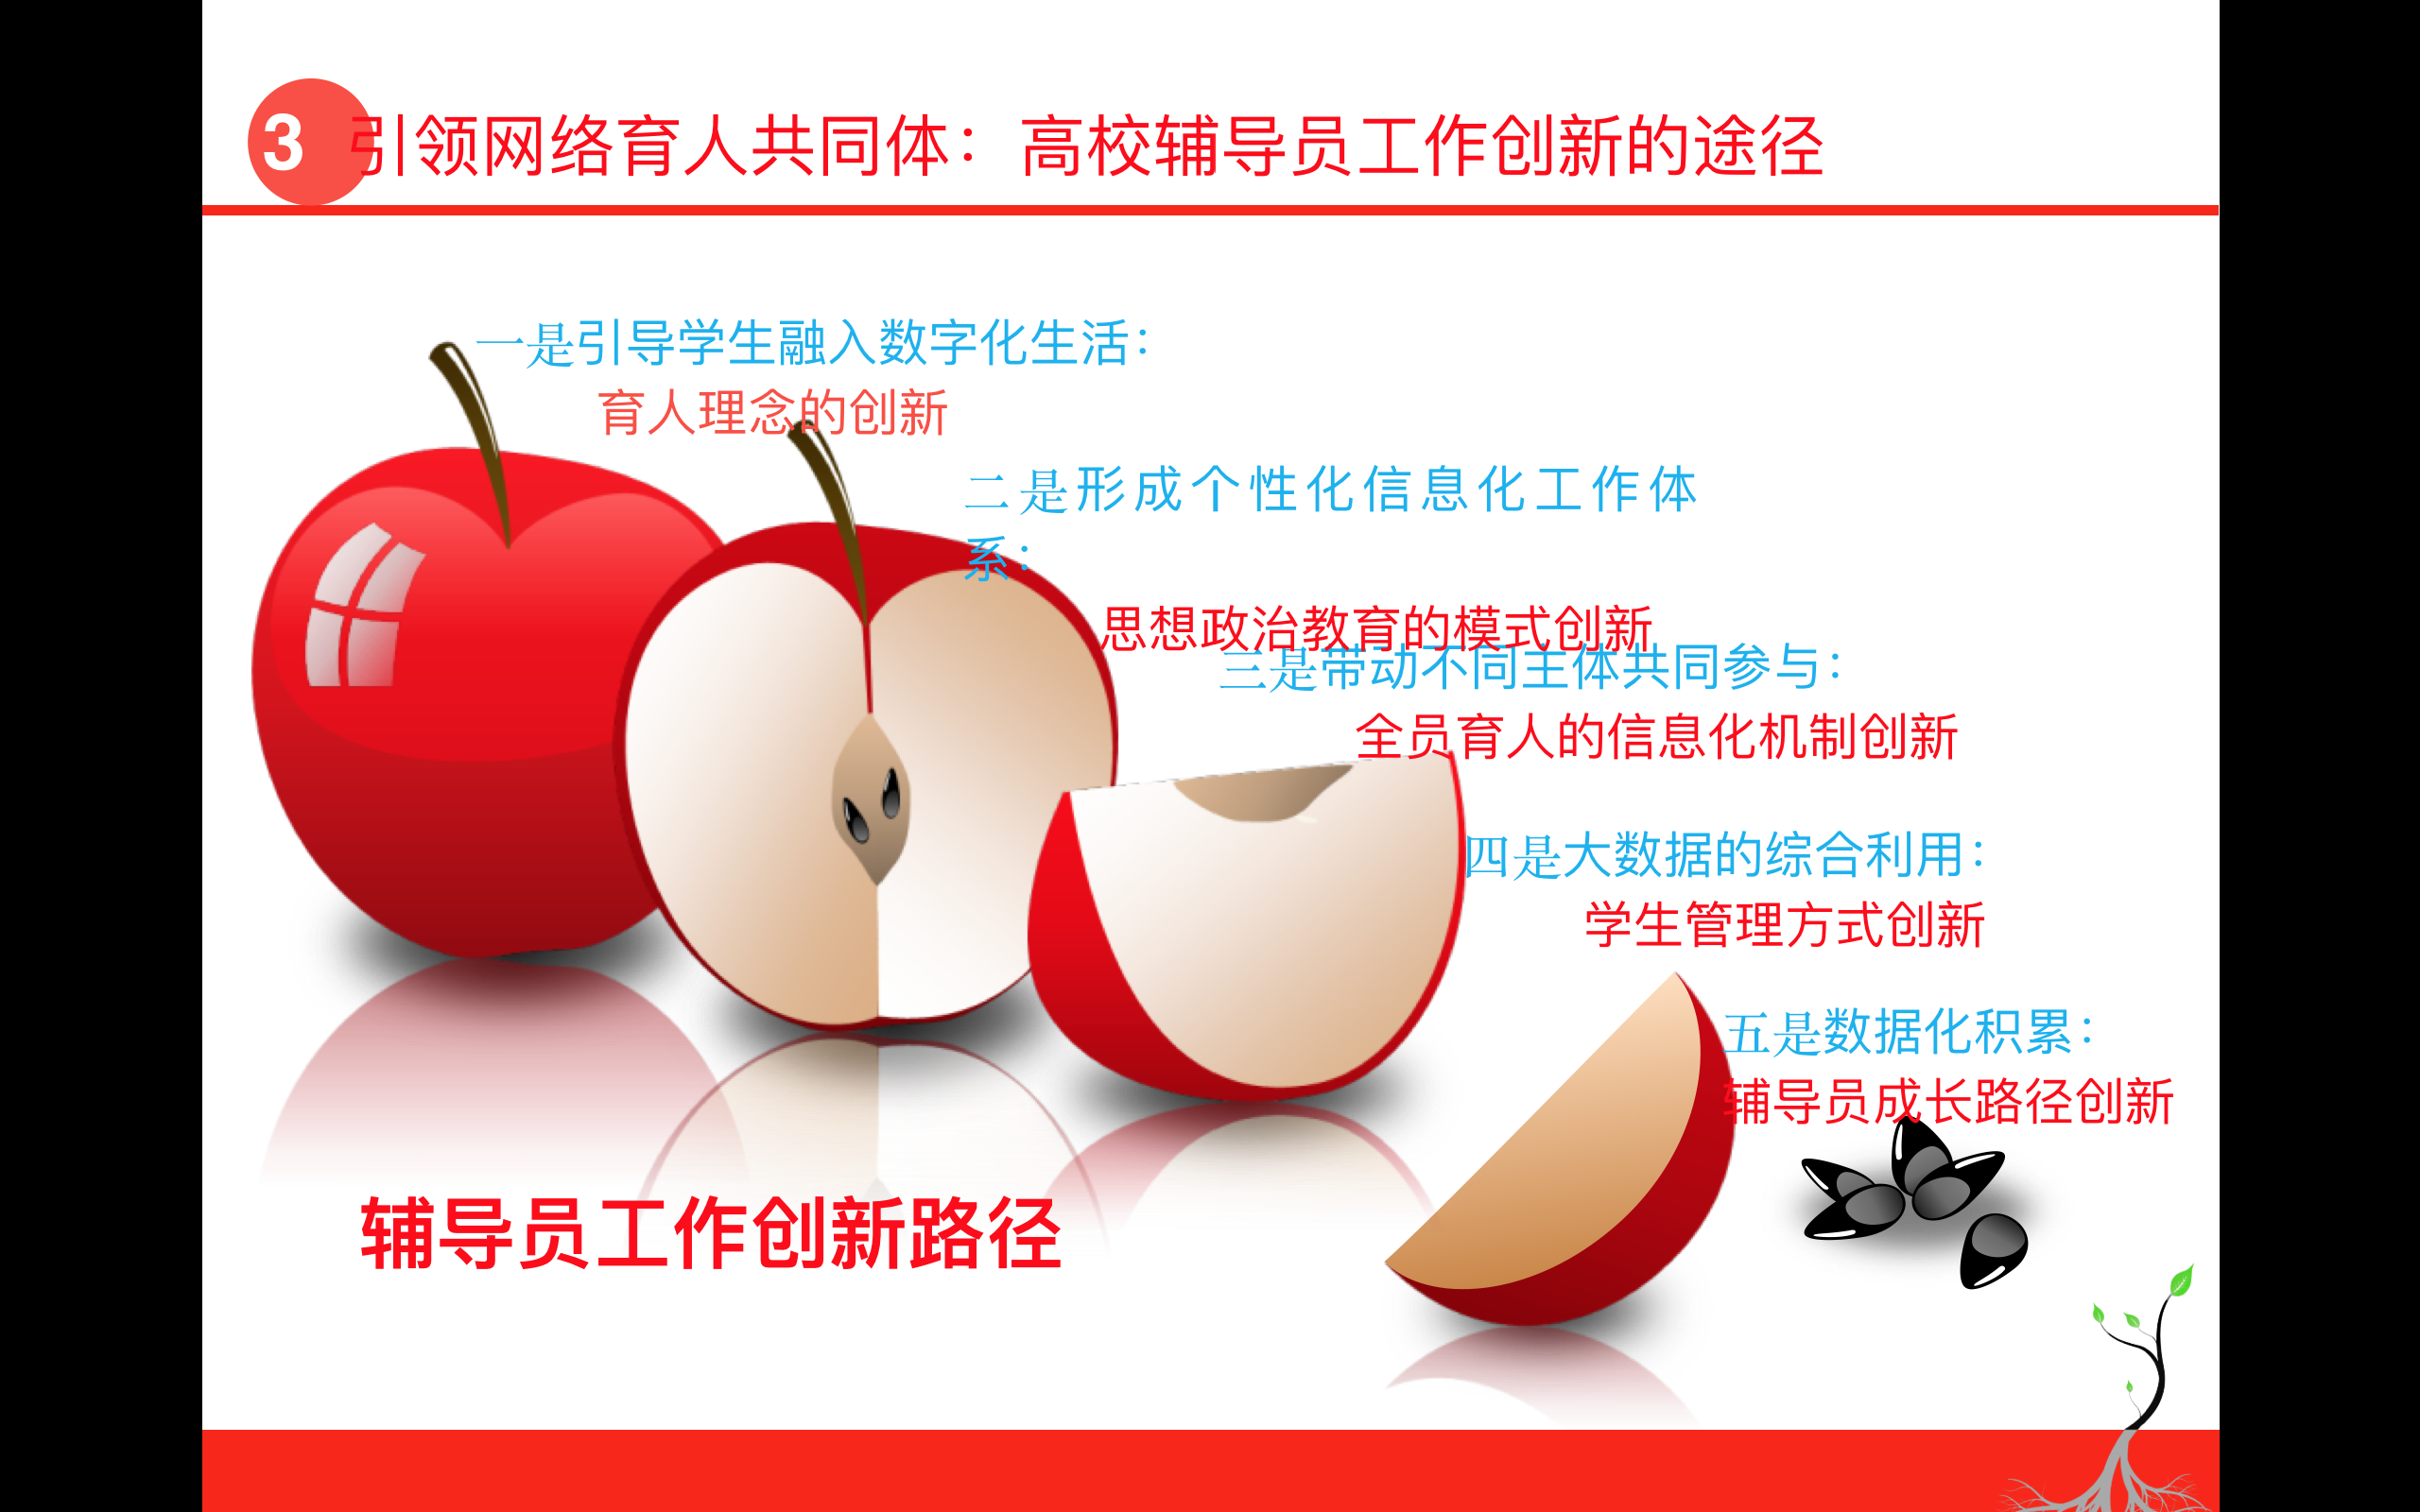 3 引领网络育人共同体：高校辅导员工作创新的途径
一是引导学生融入数字化生活：
育人理念的创新
二是形成个性化信息化工作体
系：
思想政治教育的模式创新
三是带动不同主体共同参与：
全员育人的信息化机制创新
四是大数据的综合利用：
学生管理方式创新
五是数据化积累：
辅导员成长路径创新
辅导员工作创新路径